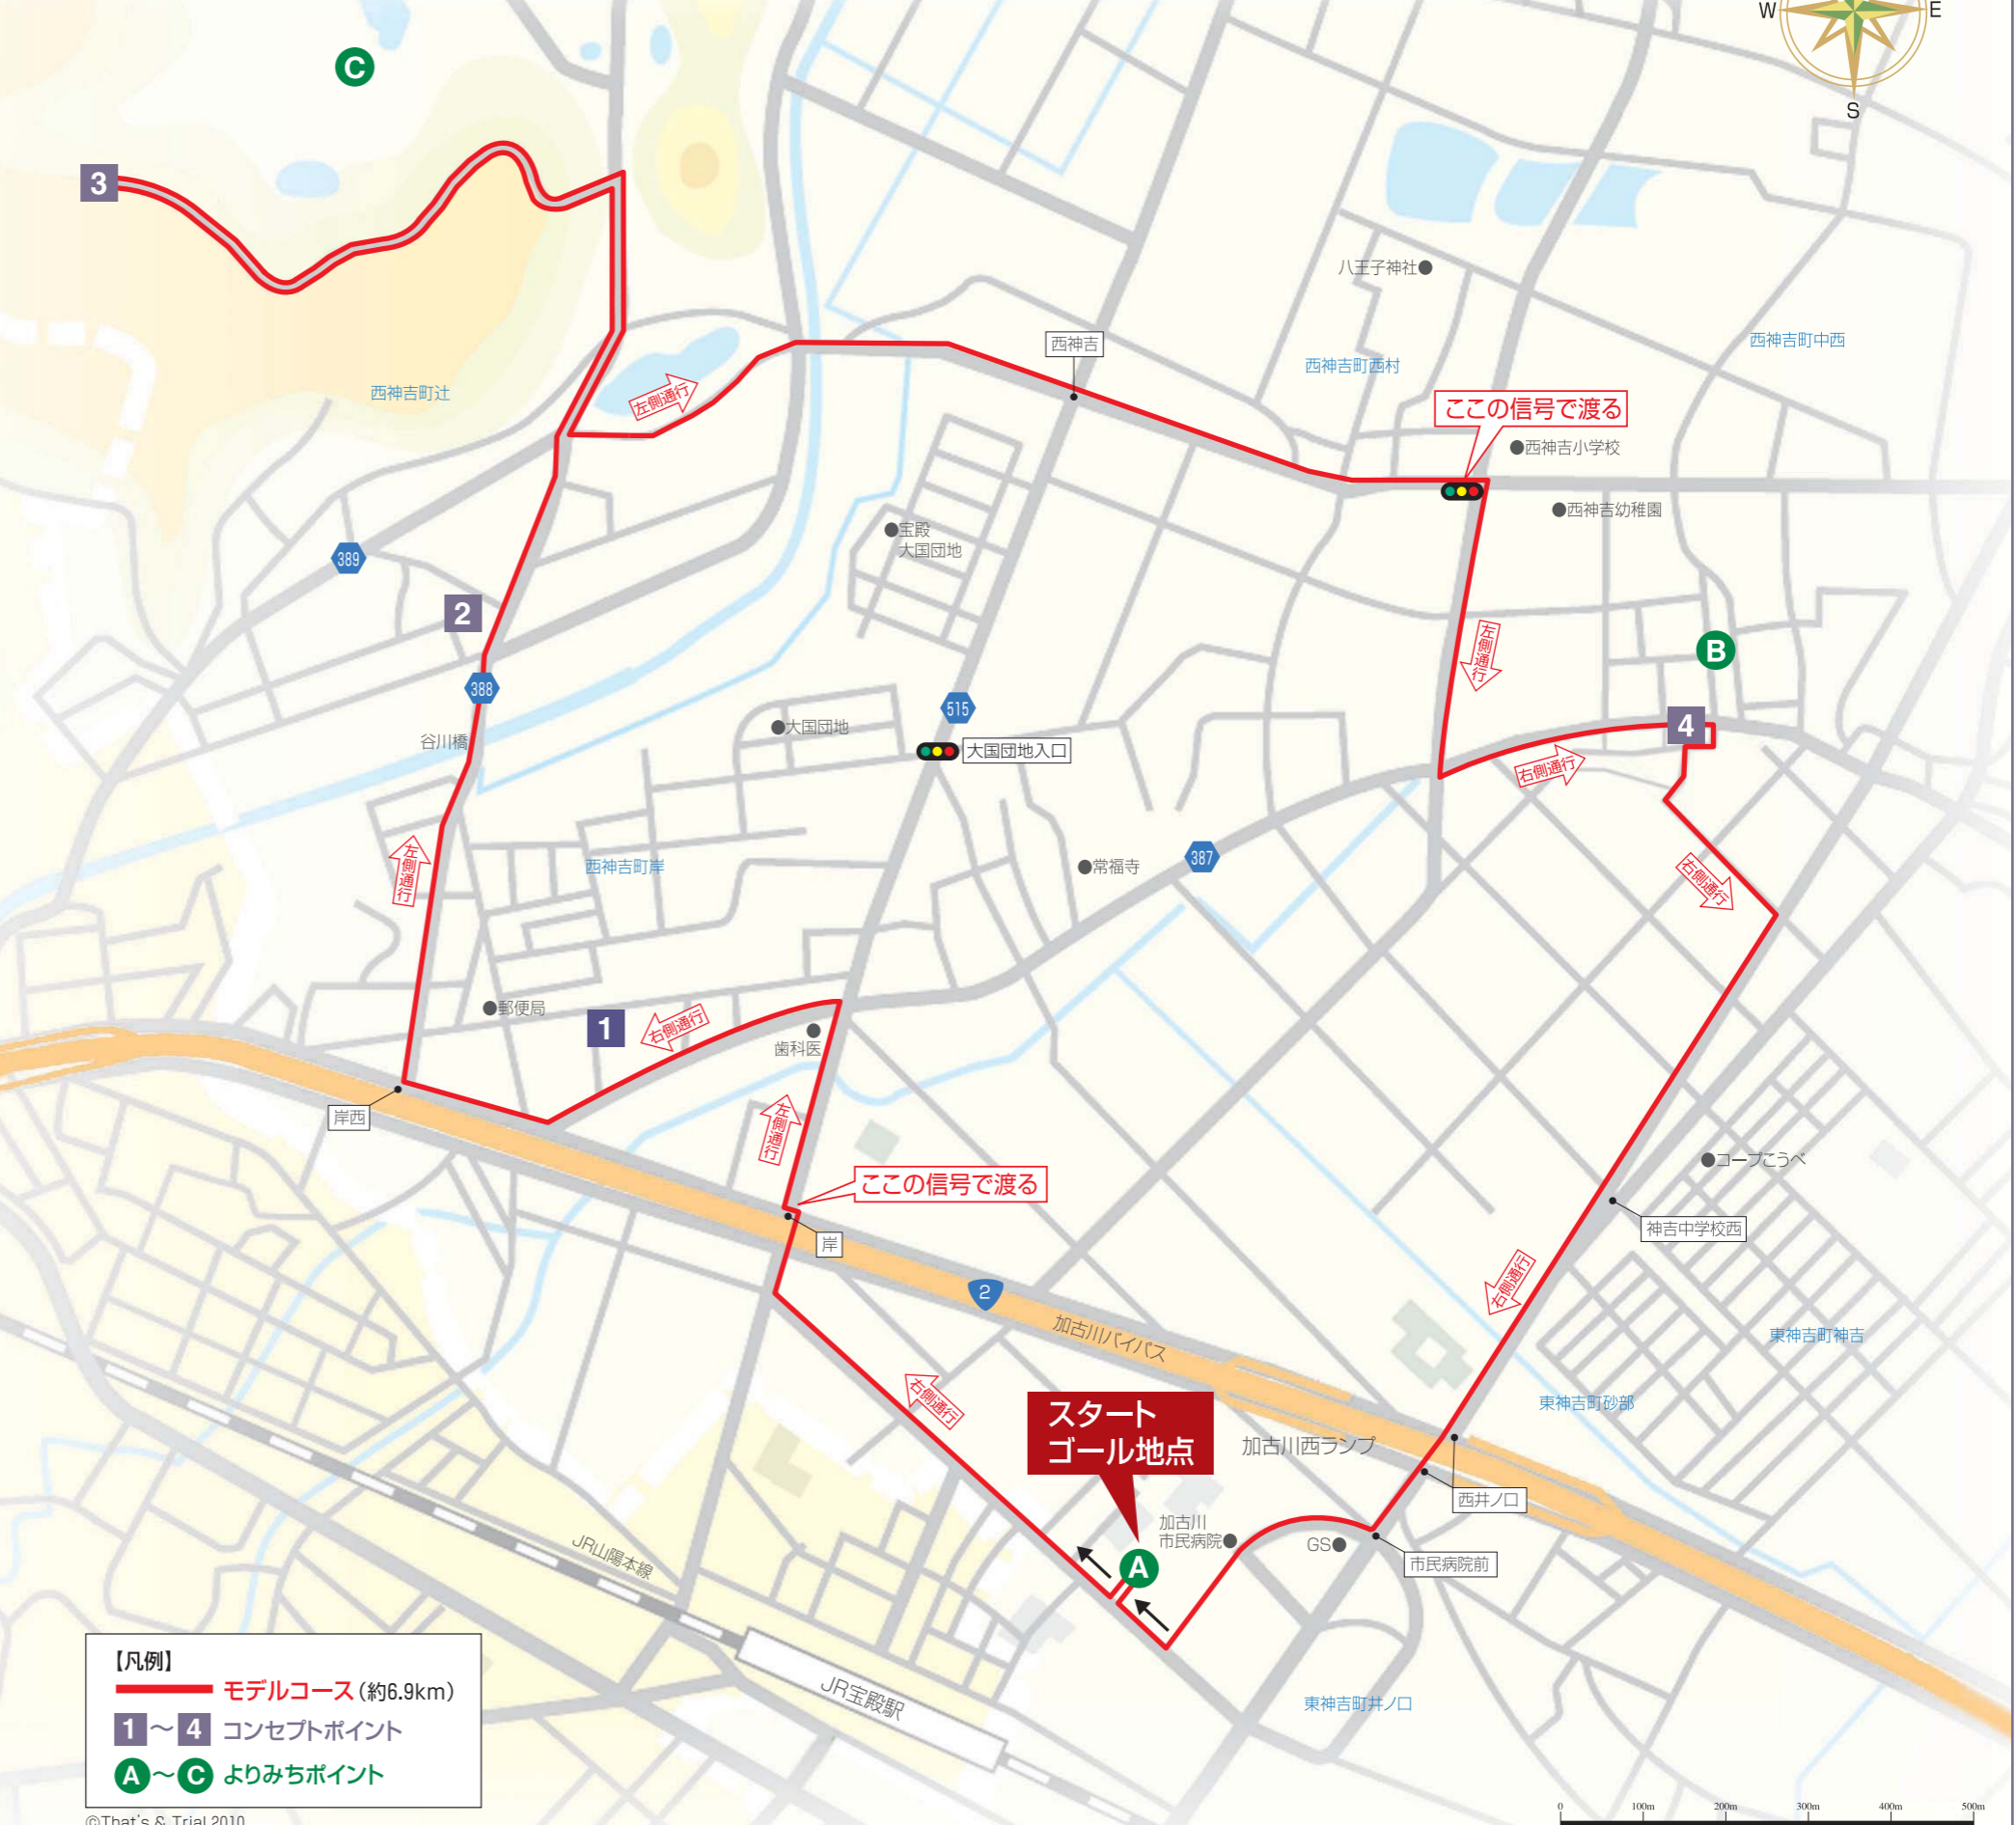 W
E
S
C
3
八王子神社
西神吉
西神吉町西村
西神吉町中西
西神吉町辻
左側通行
ここの信号で渡る
西神吉小学校
西神吉幼稚園
宝殿
大国団地
389
2
388
左側通行
B
515
大国団地
大国団地入口
谷川橋
4
右側通行
左側通行
西神吉町岸
常福寺
387
右側通行
郵便局
1
右側通行
歯科医
岸西
左側通行
コープこうべ
ここの信号で渡る
岸
神吉中学校西
2
加古川バイパス
右側通行
東神吉町神吉
右側通行
スタート
ゴール地点
東神吉町砂部
加古川西ランプ
西井ノ口
加古川
市民病院
GS
市民病院前
A
JR山陽本線
JR宝殿駅
東神吉町井ノ口
【凡例】
モデルコース(約6.9km)
1～4 コンセプトポイント
A～C よりみちポイント
©That's & Trial 2010
0 100m 200m 300m 400m 500m